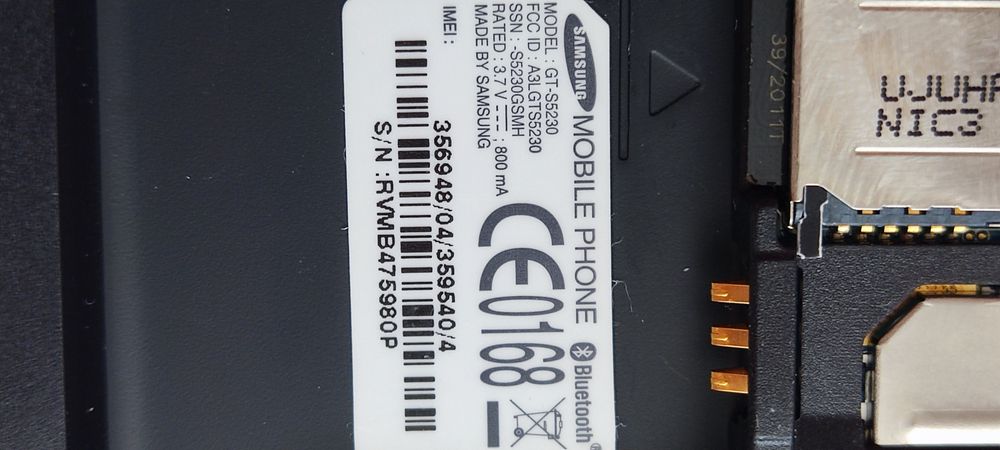 SAMSUNG MOBILE PHONE Bluetooth®
MODEL : GT-S5230
FCC ID : A3LGTS5230
SSN : -S5230GSMH
RATED : 3.7 V ; 800 mA
MADE BY SAMSUNG
CE0168
IMEI :
356948/04/359540/4
S/N :RVMB475980P
39/2011
UJUHF
NIC3